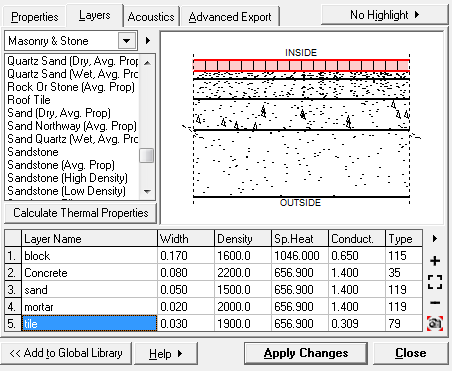 Properties Layers Acoustics Advanced Export No Highlight
Masonry & Stone
Quartz Sand (Dry, Avg. Prop)
Quartz Sand (Wet, Avg. Prop
Rock Or Stone (Avg. Prop)
Roof Tile
Sand (Dry, Avg. Prop)
Sand Northway (Avg. Prop)
Sand Quartz (Wet, Avg. Prop)
Sandstone
Sandstone (Avg. Prop)
Sandstone (High Density)
Sandstone (Low Density)
Calculate Thermal Properties
INSIDE
OUTSIDE
Layer Name Width Density Sp.Heat Conduct. Type
1. block 0.170 1600.0 1046.000 0.650 115
2. Concrete 0.080 2200.0 656.900 1.400 35
3. sand 0.050 1500.0 656.900 1.400 119
4. mortar 0.020 2000.0 656.900 1.400 119
5. tile 0.030 1900.0 656.900 0.309 79
<< Add to Global Library Help Apply Changes Close